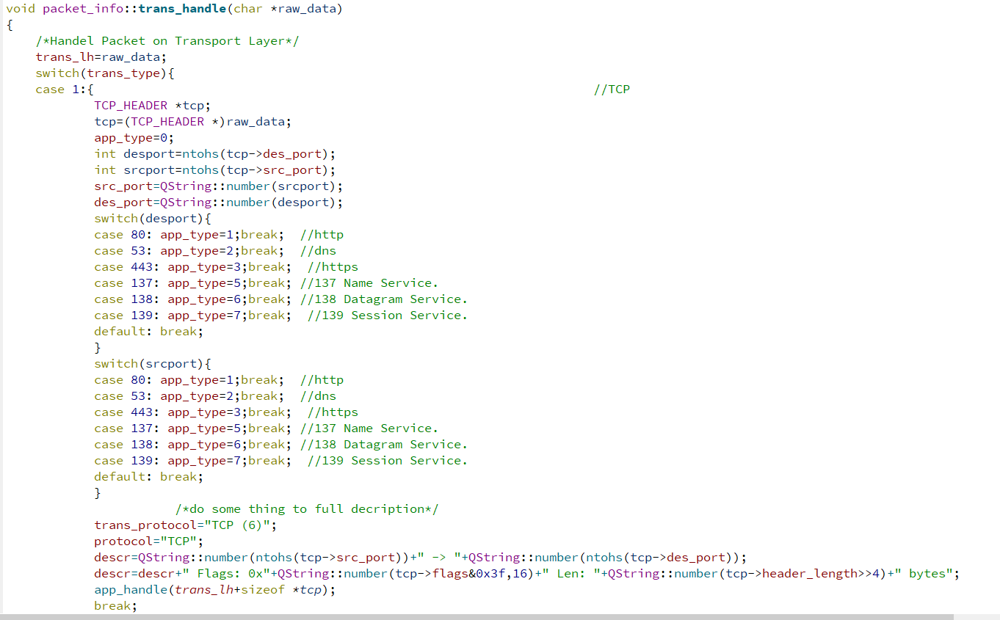 void packet_info::trans_handle(char *raw_data)
{
    /*Handel Packet on Transport Layer*/
    trans_lh=raw_data;
    switch(trans_type){
    case 1:{                                                                    //TCP
            TCP_HEADER *tcp;
            tcp=(TCP_HEADER *)raw_data;
            app_type=0;
            int desport=ntohs(tcp->des_port);
            int srcport=ntohs(tcp->src_port);
            src_port=QString::number(srcport);
            des_port=QString::number(desport);
            switch(desport){
            case 80: app_type=1;break;  //http
            case 53: app_type=2;break;  //dns
            case 443: app_type=3;break;  //https
            case 137: app_type=5;break; //137 Name Service.
            case 138: app_type=6;break; //138 Datagram Service.
            case 139: app_type=7;break;  //139 Session Service.
            default: break;
            }
            switch(srcport){
            case 80: app_type=1;break;  //http
            case 53: app_type=2;break;  //dns
            case 443: app_type=3;break;  //https
            case 137: app_type=5;break; //137 Name Service.
            case 138: app_type=6;break; //138 Datagram Service.
            case 139: app_type=7;break;  //139 Session Service.
            default: break;
            }
                       /*do some thing to full decription*/
            trans_protocol="TCP (6)";
            protocol="TCP";
            descr=QString::number(ntohs(tcp->src_port))+" -> "+QString::number(ntohs(tcp->des_port));
            descr=descr+" Flags: 0x"+QString::number(tcp->flags&0x3f,16)+" Len: "+QString::number(tcp->header_length>>4)+" bytes";
            app_handle(trans_lh+sizeof *tcp);
            break;